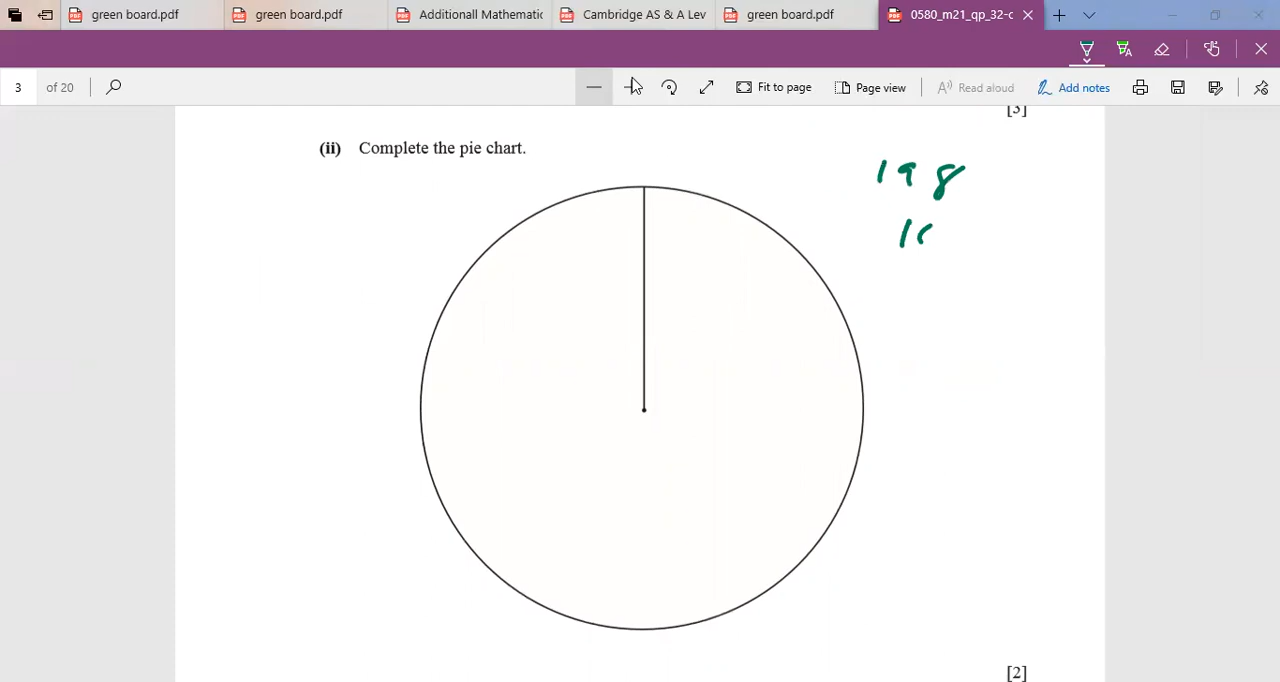 green board.pdf green board.pdf Additionall Mathematic Cambridge AS & A Lev green board.pdf 0580_m21_qp_32-c
3 of 20 Fit to page Page view Read aloud Add notes
[3]
(ii) Complete the pie chart.
198
[2]